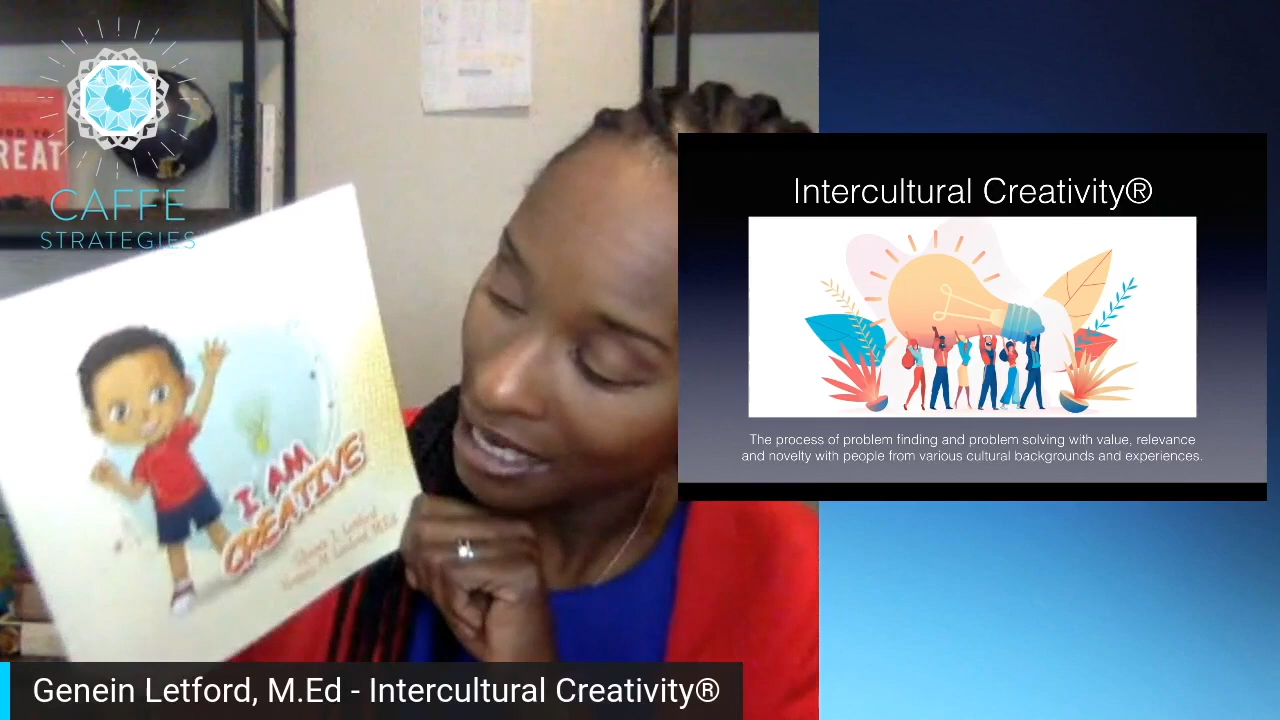 REAT
CAFFE
STRATEGIES
I AM
CREATIVE
Intercultural Creativity®
The process of problem finding and problem solving with value, relevance
and novelty with people from various cultural backgrounds and experiences.
Genein Letford, M.Ed - Intercultural Creativity®